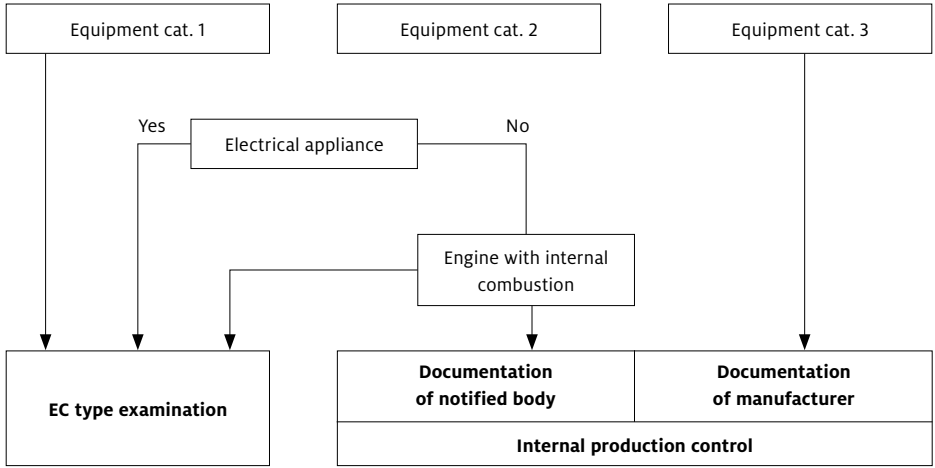 Equipment cat. 1
Equipment cat. 2
Equipment cat. 3
Yes
Electrical appliance
No
Engine with internal
combustion
EC type examination
Documentation
of notified body
Documentation
of manufacturer
Internal production control